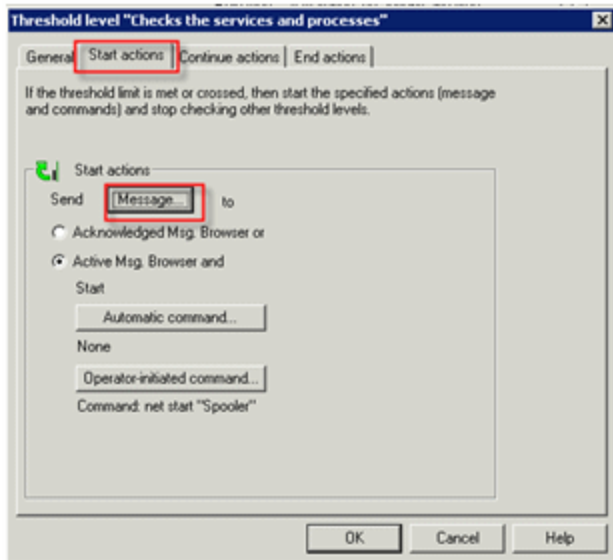 Threshold level "Checks the services and processes"
General Start actions Continue actions End actions
If the threshold limit is met or crossed, then start the specified actions (message
and commands) and stop checking other threshold levels.
Start actions
Send Message... to
Acknowledged Msg. Browser or
Active Msg. Browser and
Start
Automatic command...
None
Operator-initiated command...
Command: net start "Spooler"
OK Cancel Help